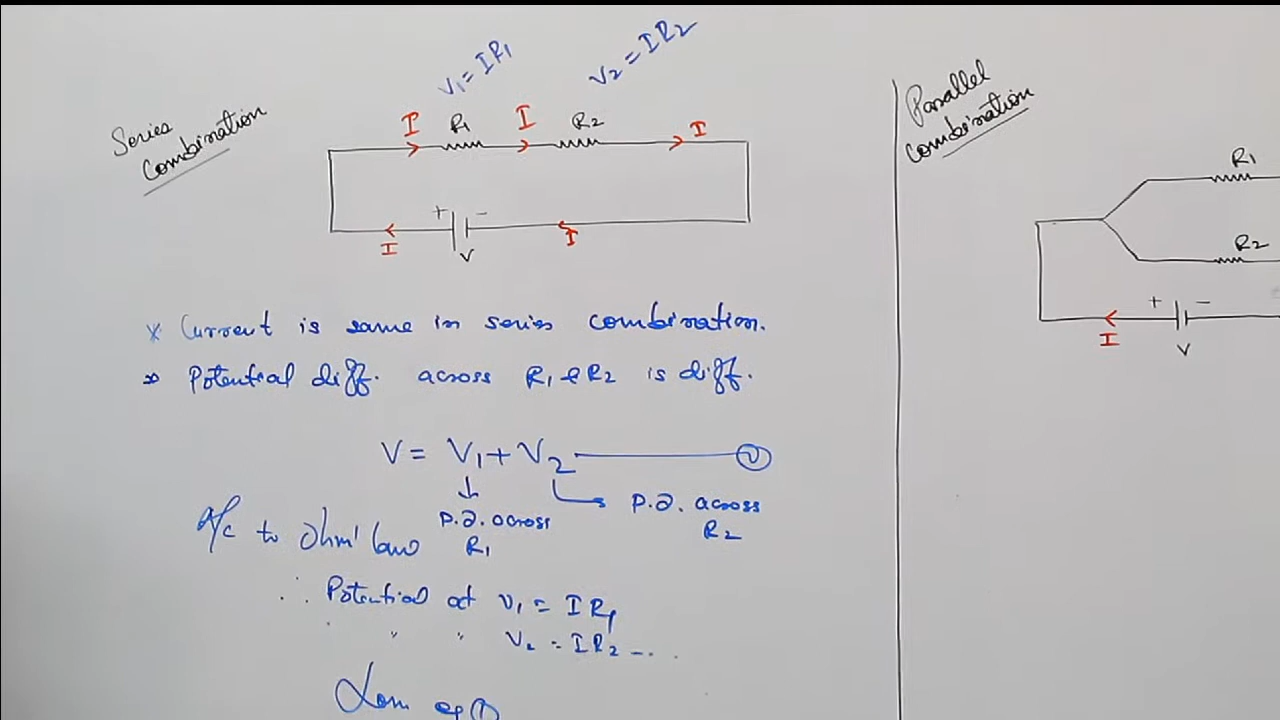 V₁ = IR₁
V₂ = IR₂
Series
Combination
I R₁ I R₂ I
+ -
I V I
Current is same in series combination.
Potential diff. across R₁ & R₂ is diff.
V = V₁ + V₂
P.d. across
R₁
P.d. across
R₂
A/c to Ohm' law
∴ Potential at V₁ = IR₁
" " V₂ = IR₂ -..
eq ①
Parallel
Combination
R₁
R₂
+ -
I V